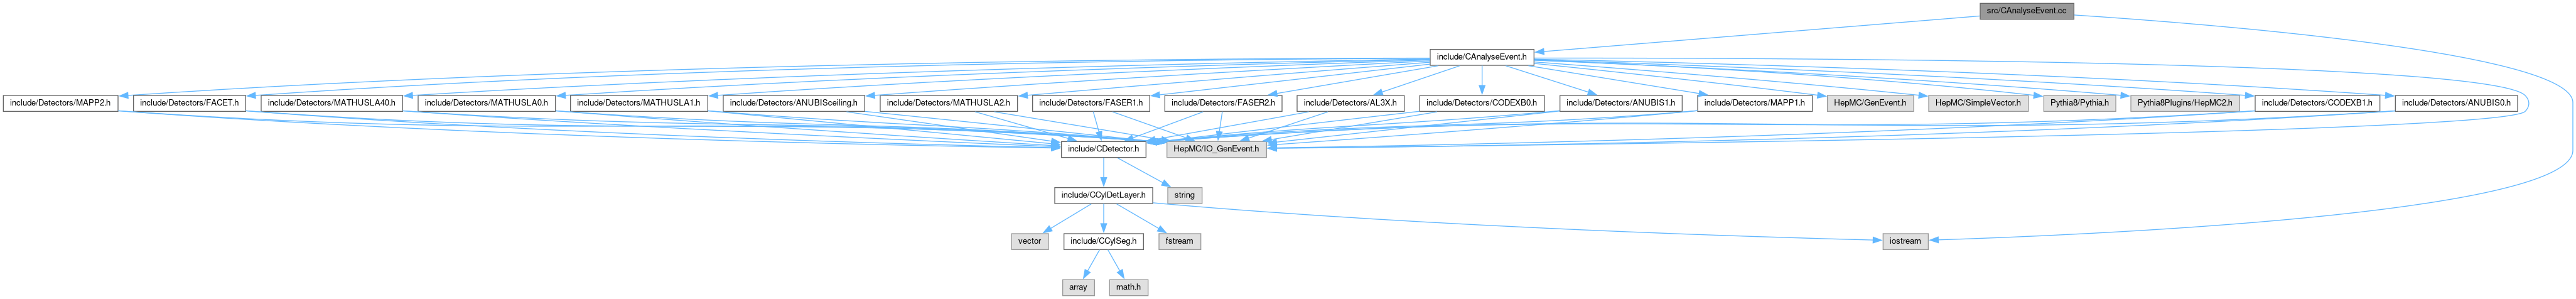 src/CAnalyseEvent.cc
include/CAnalyseEvent.h
include/Detectors/MAPP2.h
include/Detectors/FACET.h
include/Detectors/MATHUSLA40.h
include/Detectors/MATHUSLA0.h
include/Detectors/MATHUSLA1.h
include/Detectors/ANUBISceiling.h
include/Detectors/MATHUSLA2.h
include/Detectors/FASER1.h
include/Detectors/FASER2.h
include/Detectors/AL3X.h
include/Detectors/CODEXB0.h
include/Detectors/ANUBIS1.h
include/Detectors/MAPP1.h
HepMC/GenEvent.h
HepMC/SimpleVector.h
Pythia8/Pythia.h
Pythia8Plugins/HepMC2.h
include/Detectors/CODEXB1.h
include/Detectors/ANUBIS0.h
include/CDetector.h
HepMC/IO_GenEvent.h
include/CCylDetLayer.h
string
vector
include/CCylSeg.h
fstream
iostream
array
math.h